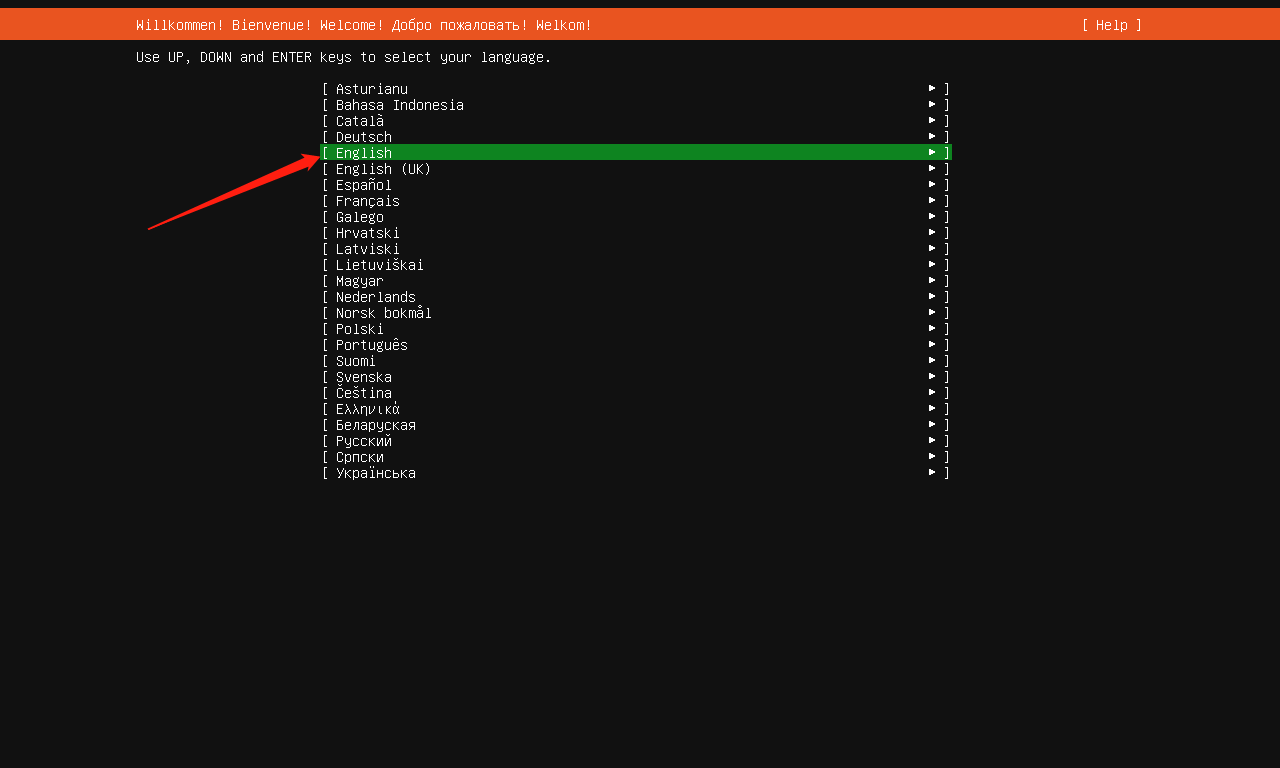 Willkommen! Bienvenue! Welcome! Добро пожаловать! Welkom! [ Help ]
Use UP, DOWN and ENTER keys to select your language.
[ Asturianu ► ]
[ Bahasa Indonesia ► ]
[ Català ► ]
[ Deutsch ► ]
[ English ► ]
[ English (UK) ► ]
[ Español ► ]
[ Français ► ]
[ Galego ► ]
[ Hrvatski ► ]
[ Latviski ► ]
[ Lietuviškai ► ]
[ Magyar ► ]
[ Nederlands ► ]
[ Norsk bokmål ► ]
[ Polski ► ]
[ Português ► ]
[ Suomi ► ]
[ Svenska ► ]
[ Čeština ► ]
[ Ελληνικά ► ]
[ Беларуская ► ]
[ Русский ► ]
[ Српски ► ]
[ Українська ► ]